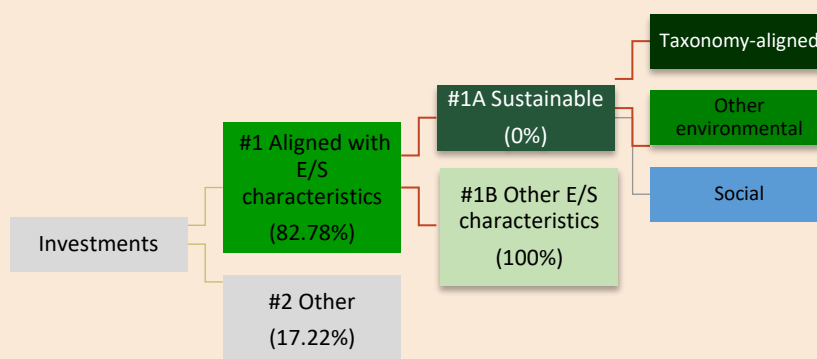 Investments
#1 Aligned with
E/S
characteristics
(82.78%)
#2 Other
(17.22%)
#1A Sustainable
(0%)
#1B Other E/S
characteristics
(100%)
Taxonomy-aligned
Other
environmental
Social